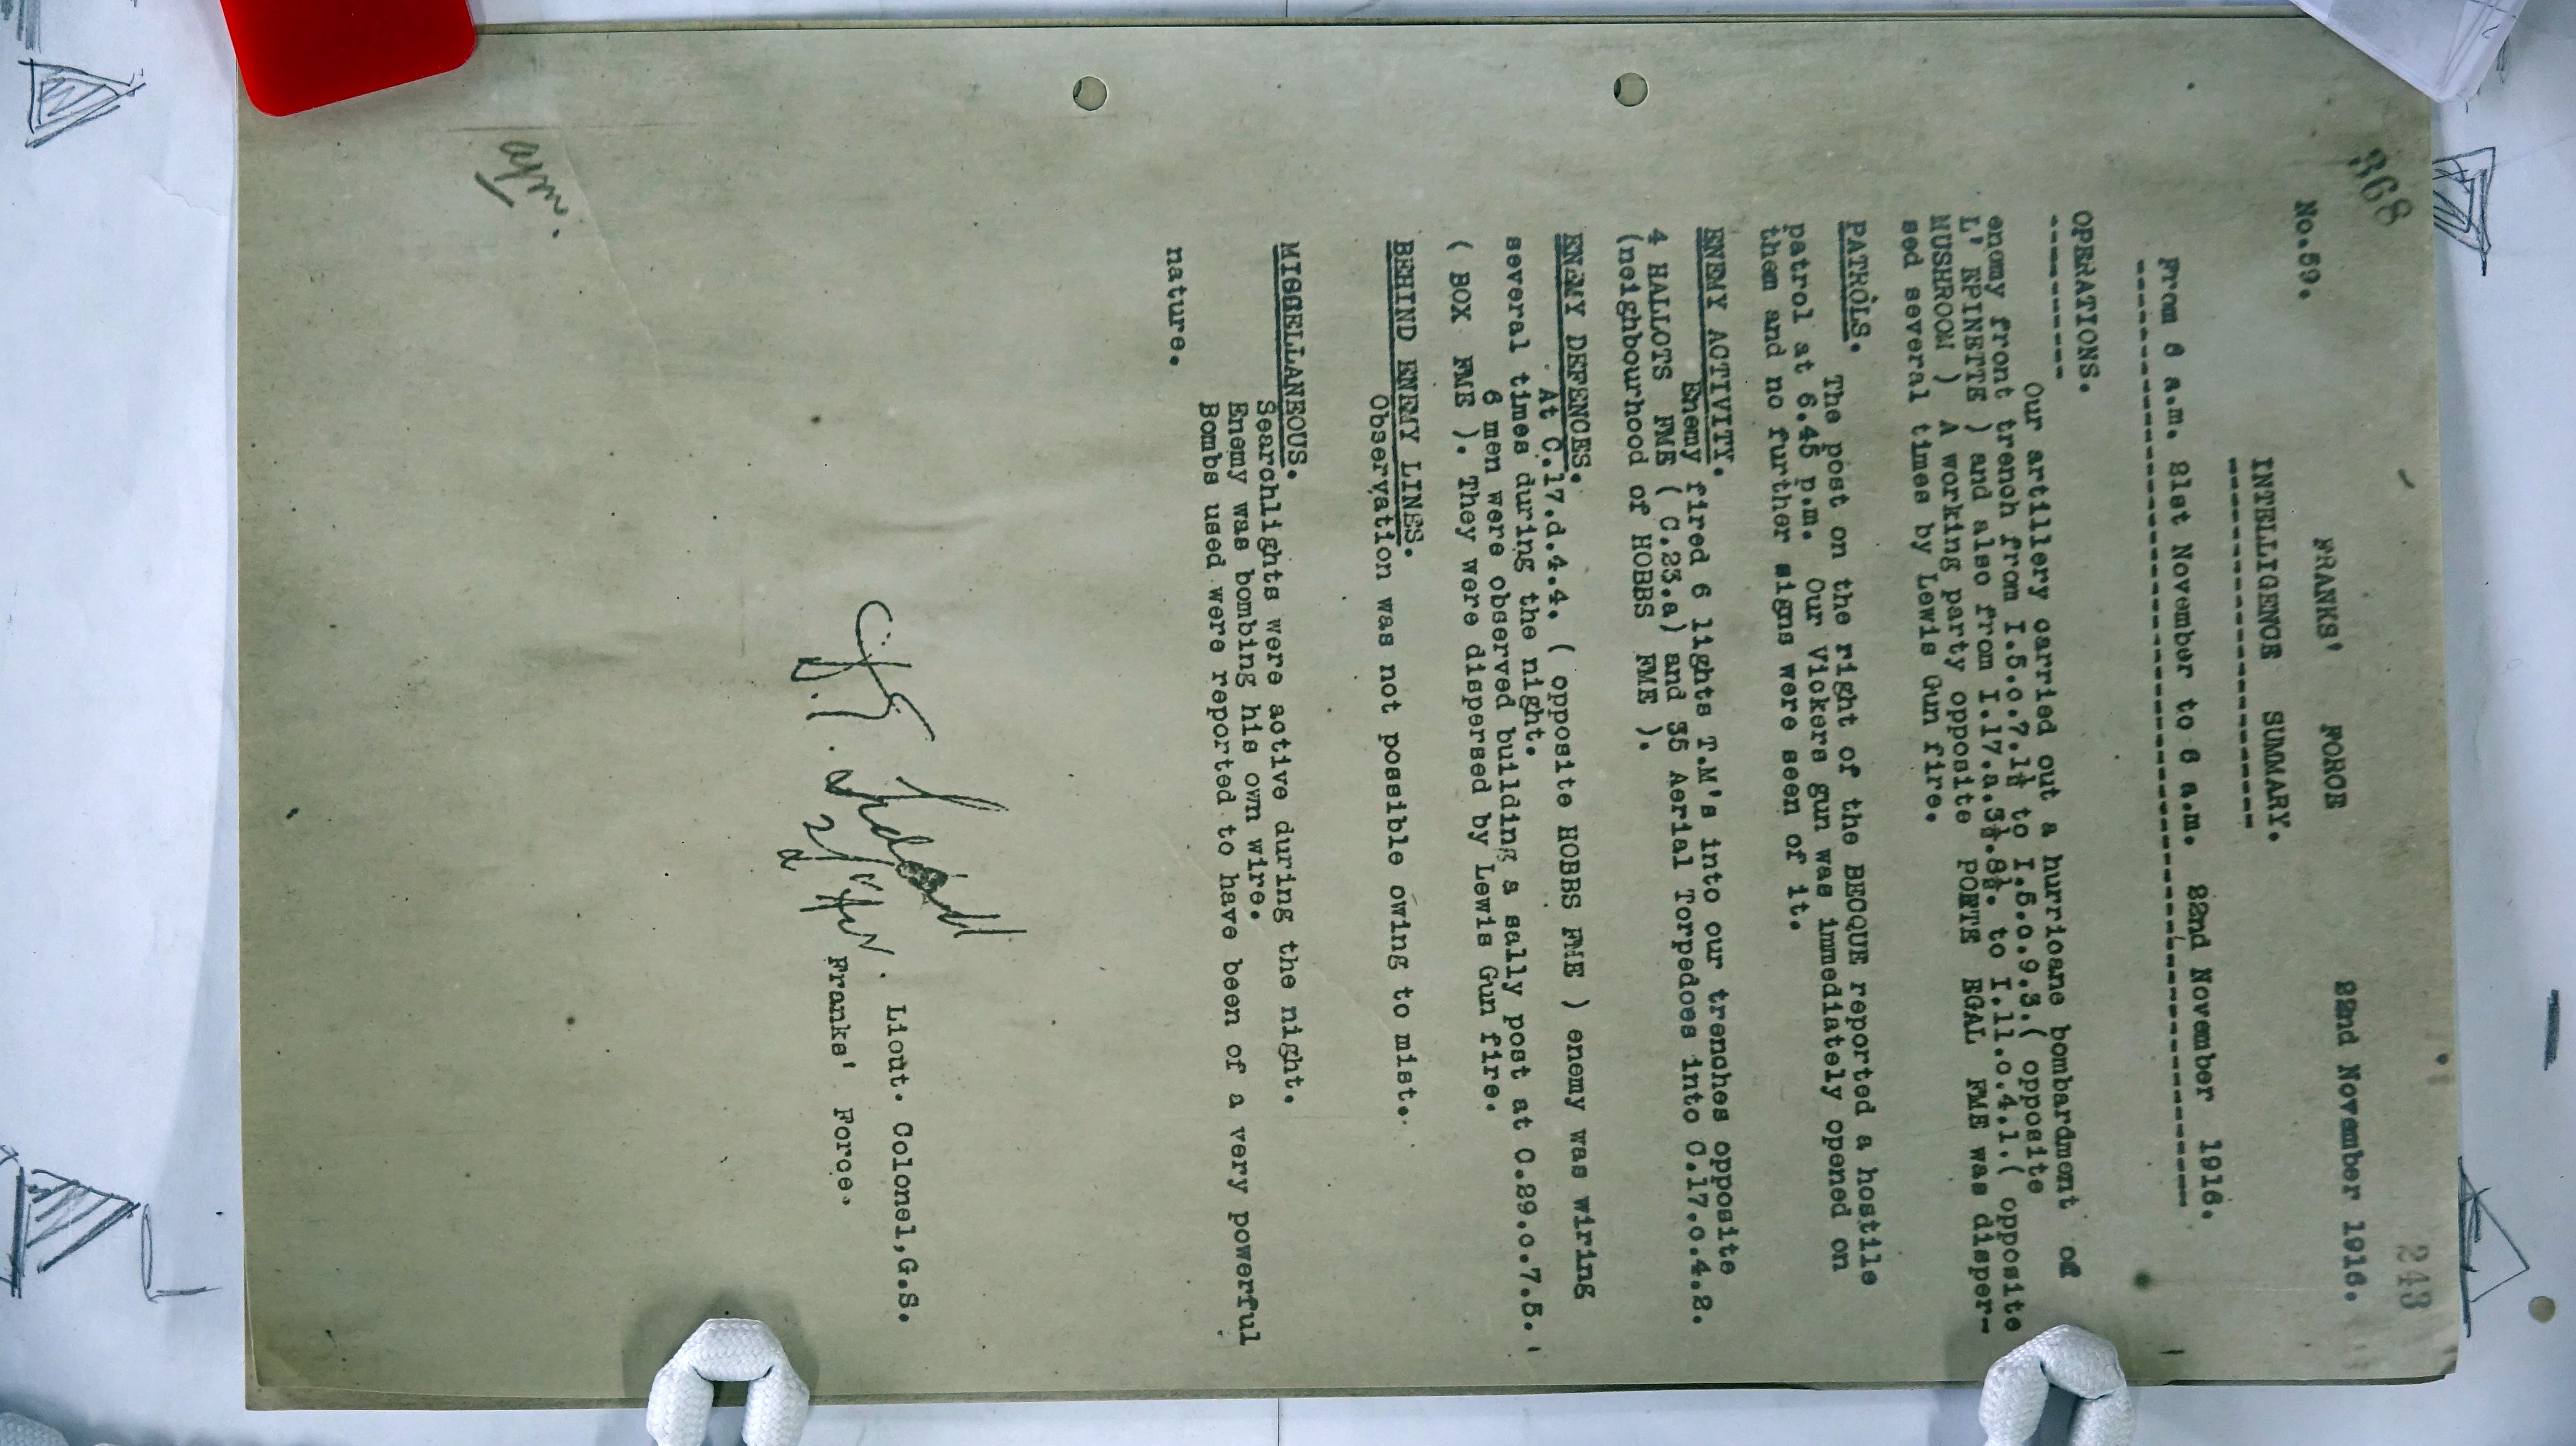 368
243
No.59.
FRANKS' FORCE
22nd November 1916.
INTELLIGENCE SUMMARY.
From 6 a.m. 21st November to 6 a.m. 22nd November 1916.
OPERATIONS.
Our artillery carried out a hurricane bombardment of
enemy front trench from I.5.c.7.1½ to I.5.c.9.3.( opposite
L' EPINETTE ) and also from I.17.a.3½.8½. to I.11.c.4.1.( opposite
MUSHROOM ) A working party opposite PORTE EGAL FME was disper-
sed several times by Lewis Gun fire.
PATROLS.
The post on the right of the BECQUE reported a hostile
patrol at 6.45 p.m. Our Vickers gun was immediately opened on
them and no further signs were seen of it.
ENEMY ACTIVITY.
Enemy fired 6 lights T.M's into our trenches opposite
4 HALLOTS FME ( C.23.a) and 35 Aerial Torpedoes into C.17.c.4.2.
(neighbourhood of HOBBS FME ).
ENEMY DEFENCES.
At C.17.d.4.4. ( opposite HOBBS FME ) enemy was wiring
several times during the night.
6 men were observed building a sally post at C.29.c.7.5.
( BOX FME ). They were dispersed by Lewis Gun fire.
BEHIND ENEMY LINES.
Observation was not possible owing to mist.
MISCELLANEOUS.
Searchlights were active during the night.
Enemy was bombing his own wire.
Bombs used were reported to have been of a very powerful
nature.
Lieut. Colonel,G.S.
Franks' Force.